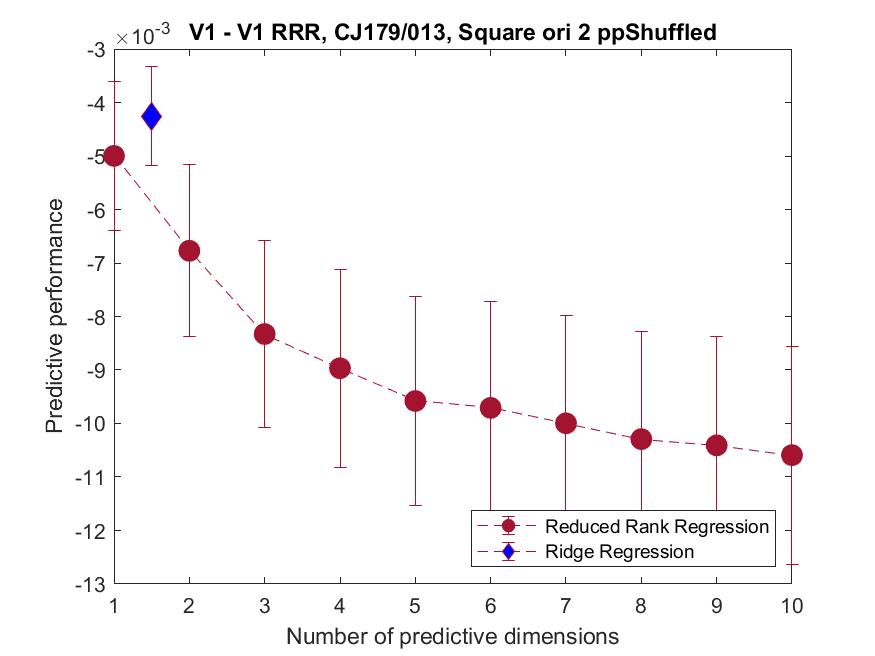 ×10⁻³
V1 - V1 RRR, CJ179/013, Square ori 2 ppShuffled
-3
-4
-5
-6
-7
-8
-9
-10
-11
-12
-13
Predictive performance
Reduced Rank Regression
Ridge Regression
1 2 3 4 5 6 7 8 9 10
Number of predictive dimensions